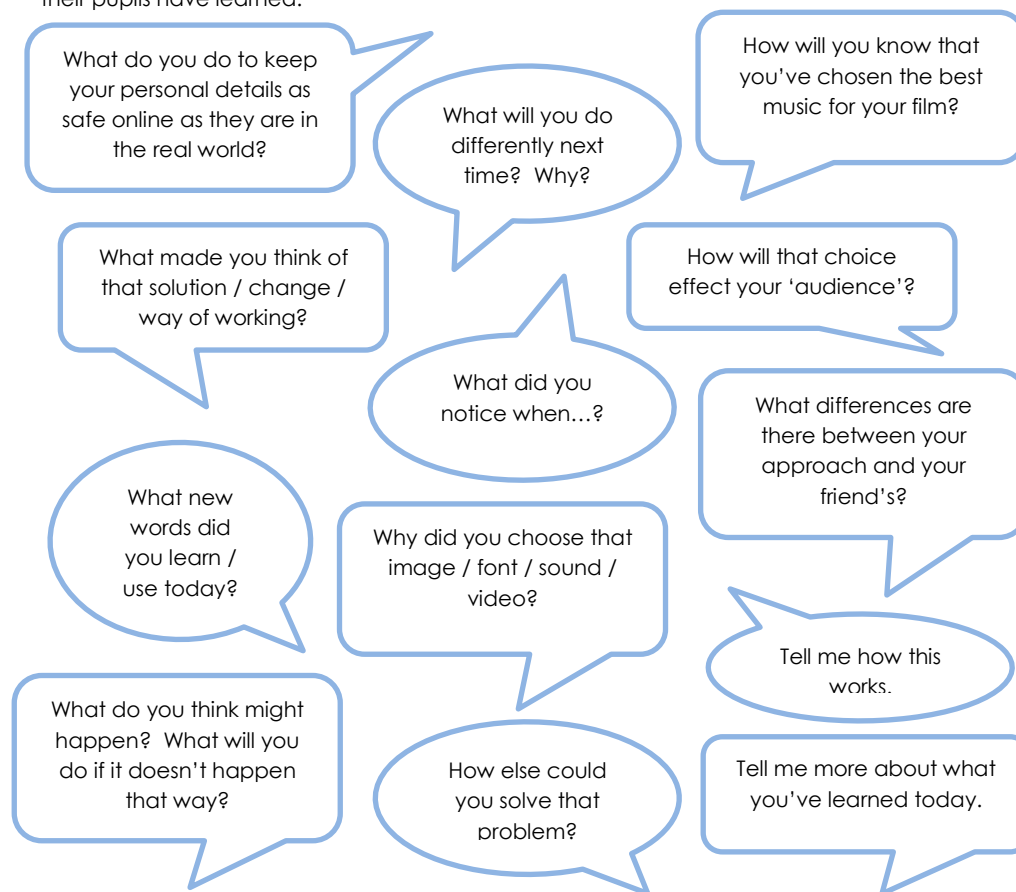 their pupils have learned.
What do you do to keep
your personal details as
safe online as they are in
the real world?
What will you do
differently next
time?  Why?
How will you know that
you've chosen the best
music for your film?
What made you think of
that solution / change /
way of working?
How will that choice
effect your 'audience'?
What did you
notice when…?
What differences are
there between your
approach and your
friend's?
What new
words did
you learn /
use today?
Why did you choose that
image / font / sound /
video?
Tell me how this
works.
What do you think might
happen?  What will you
do if it doesn't happen
that way?
How else could
you solve that
problem?
Tell me more about what
you've learned today.